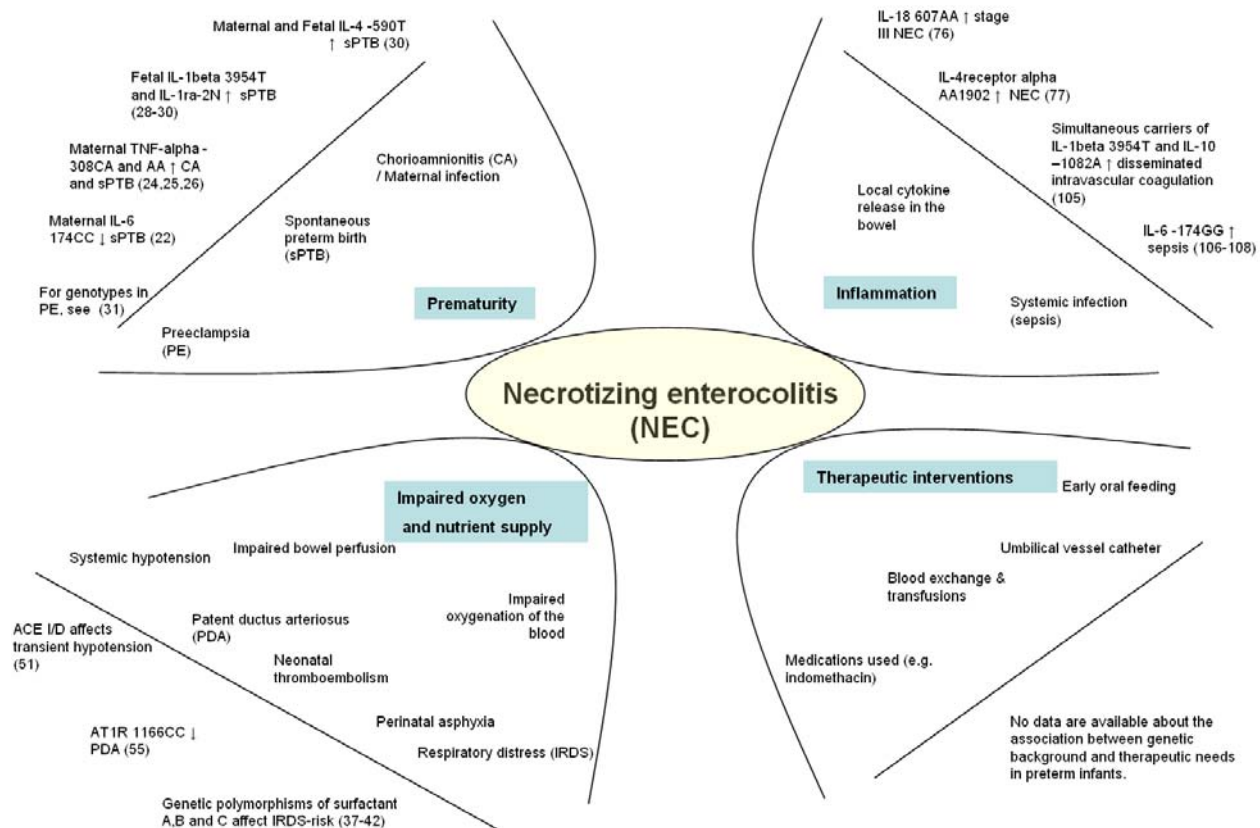 Maternal and Fetal IL-4 -590T
↑ sPTB (30)
Fetal IL-1beta 3954T
and IL-1ra-2N ↑ sPTB
(28-30)
Maternal TNF-alpha -
308CA and AA ↑ CA
and sPTB (24,25,26)
Maternal IL-6
174CC ↓ sPTB (22)
For genotypes in
PE, see (31)
Chorioamnionitis (CA)
/ Maternal infection
Spontaneous
preterm birth
(sPTB)
Prematurity
Preeclampsia
(PE)
IL-18 607AA ↑ stage
III NEC (76)
IL-4receptor alpha
AA1902 ↑ NEC (77)
Simultaneous carriers of
IL-1beta 3954T and IL-10
–1082A ↑ disseminated
intravascular coagulation
(105)
IL-6 -174GG ↑
sepsis (106-108)
Local cytokine
release in the
bowel
Inflammation
Systemic infection
(sepsis)
Necrotizing enterocolitis
(NEC)
Impaired oxygen
and nutrient supply
Systemic hypotension
Impaired bowel perfusion
Impaired
oxygenation of the
blood
Patent ductus arteriosus
(PDA)
Neonatal
thromboembolism
Perinatal asphyxia
Respiratory distress (IRDS)
ACE I/D affects
transient hypotension
(51)
AT1R 1166CC ↓
PDA (55)
Genetic polymorphisms of surfactant
A,B and C affect IRDS-risk (37-42)
Therapeutic interventions
Early oral feeding
Umbilical vessel catheter
Blood exchange &
transfusions
Medications used (e.g.
indomethacin)
No data are available about the
association between genetic
background and therapeutic needs
in preterm infants.